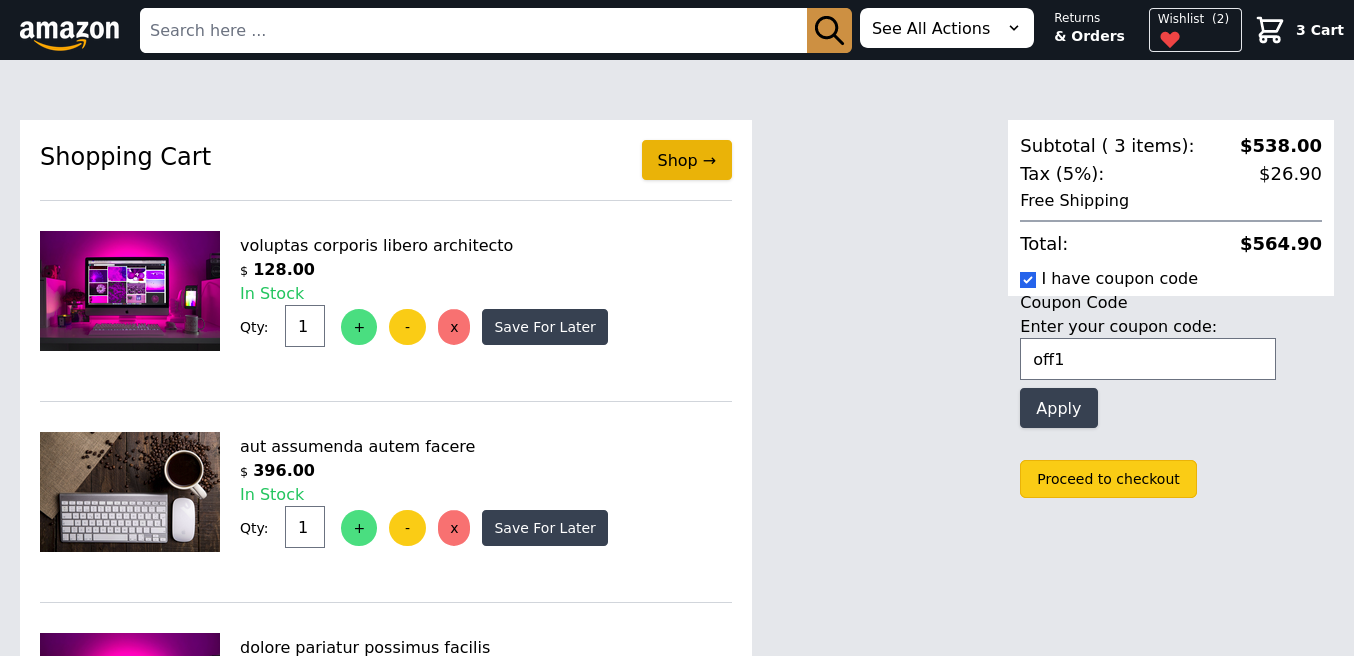 amazon
Search here ...
See All Actions
Returns
& Orders
Wishlist (2)
3 Cart
Shopping Cart
Shop →
voluptas corporis libero architecto
$ 128.00
In Stock
Qty: 1 + - x Save For Later
aut assumenda autem facere
$ 396.00
In Stock
Qty: 1 + - x Save For Later
dolore pariatur possimus facilis
Subtotal ( 3 items): $538.00
Tax (5%): $26.90
Free Shipping
Total: $564.90
I have coupon code
Coupon Code
Enter your coupon code:
off1
Apply
Proceed to checkout